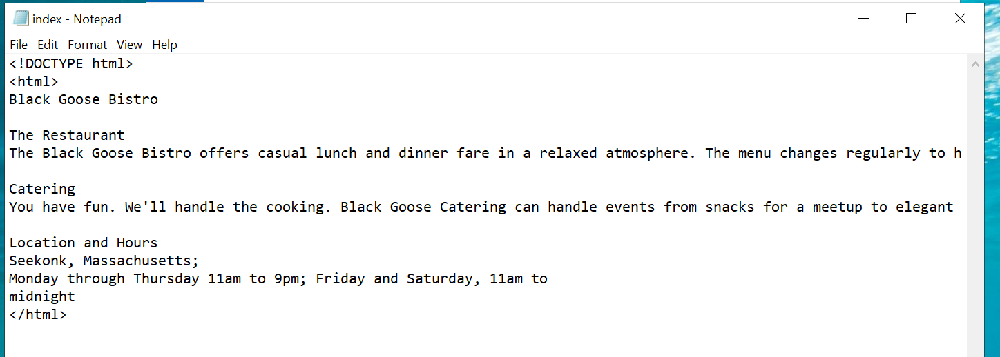 index - Notepad
File Edit Format View Help
<!DOCTYPE html>
<html>
Black Goose Bistro
The Restaurant
The Black Goose Bistro offers casual lunch and dinner fare in a relaxed atmosphere. The menu changes regularly to h
Catering
You have fun. We'll handle the cooking. Black Goose Catering can handle events from snacks for a meetup to elegant
Location and Hours
Seekonk, Massachusetts;
Monday through Thursday 11am to 9pm; Friday and Saturday, 11am to
midnight
</html>